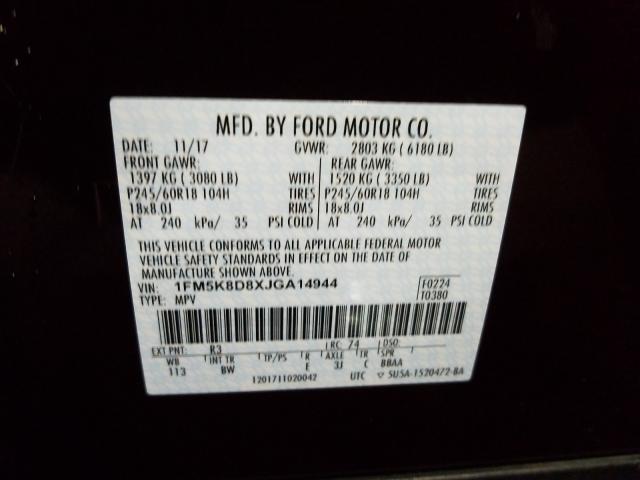 MFD. BY FORD MOTOR CO.
DATE: 11/17 GVWR: 2803 KG ( 6180 LB)
FRONT GAWR: REAR GAWR:
1397 KG ( 3080 LB) WITH 1520 KG ( 3350 LB) WITH
P245/60R18 104H TIRES P245/60R18 104H TIRES
18x8.0J RIMS 18x8.0J RIMS
AT 240 kPa/ 35 PSI COLD AT 240 kPa/ 35 PSI COLD
THIS VEHICLE CONFORMS TO ALL APPLICABLE FEDERAL MOTOR
VEHICLE SAFETY STANDARDS IN EFFECT ON THE DATE OF
MANUFACTURE SHOWN ABOVE.
VIN: 1FM5K8D8XJGA14944 F0224
TYPE: MPV T0380
EXT PNT: R3 RC: 74 DSO:
WB INT TR TP/PS R AXLE TR SPR
113 BW E 3J C BBAA
1201711020042 UTC ▽ 5U5A-1520472-BA